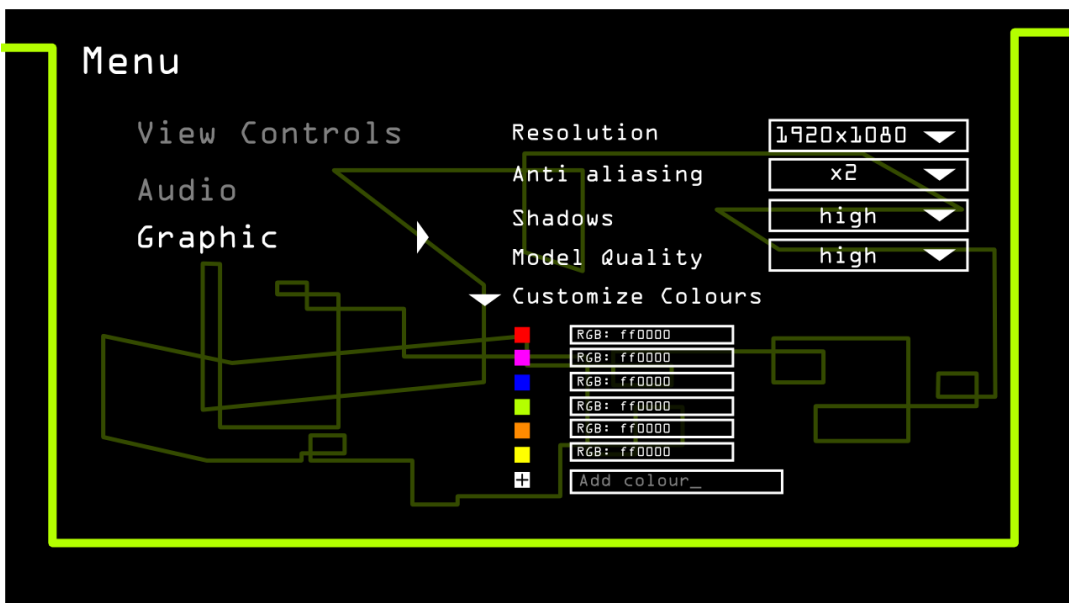 Menu
View Controls
Audio
Graphic
Resolution 1920x1080
Anti aliasing x2
Shadows high
Model Quality high
Customize Colours
RGB: ff0000
RGB: ff0000
RGB: ff0000
RGB: ff0000
RGB: ff0000
RGB: ff0000
Add colour_